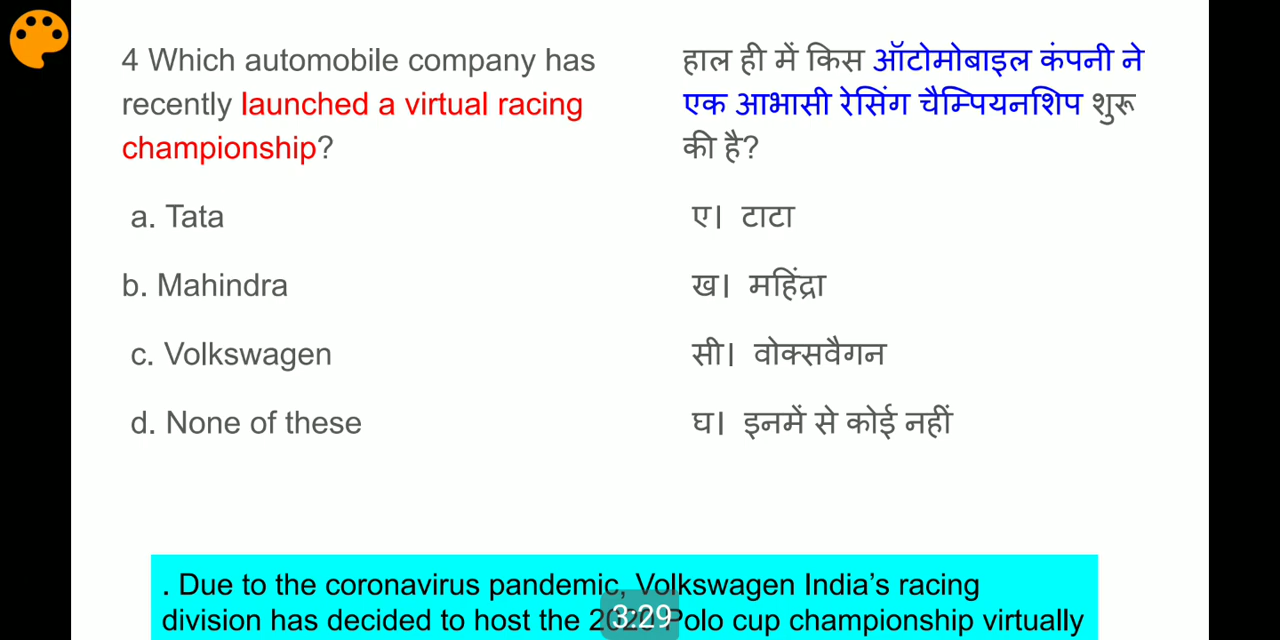 4 Which automobile company has
recently launched a virtual racing
championship?
a. Tata
b. Mahindra
c. Volkswagen
d. None of these
हाल ही में किस ऑटोमोबाइल कंपनी ने
एक आभासी रेसिंग चैम्पियनशिप शुरू
की है?
ए। टाटा
ख। महिंद्रा
सी। वोक्सवैगन
घ। इनमें से कोई नहीं
. Due to the coronavirus pandemic, Volkswagen India’s racing
division has decided to host the Polo cup championship virtually
3:29